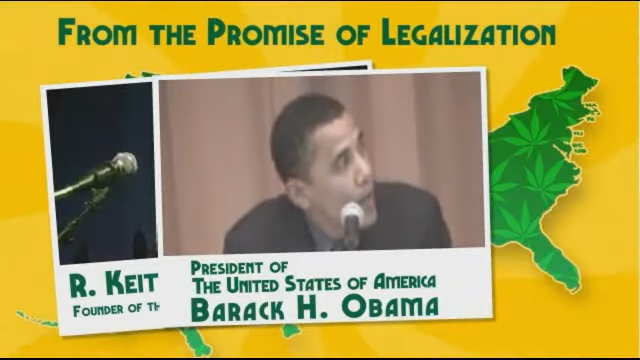 From the Promise of Legalization
R. Keit
Founder of th
President of
The United States of America
Barack H. Obama